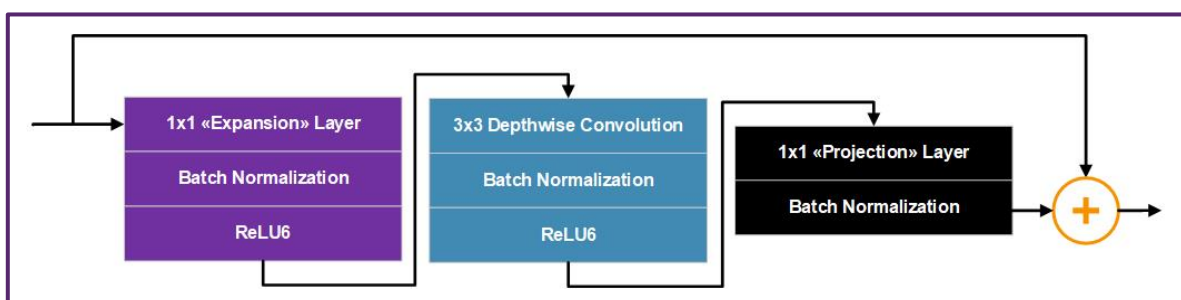 1x1 «Expansion» Layer
Batch Normalization
ReLU6
3x3 Depthwise Convolution
Batch Normalization
ReLU6
1x1 «Projection» Layer
Batch Normalization
+